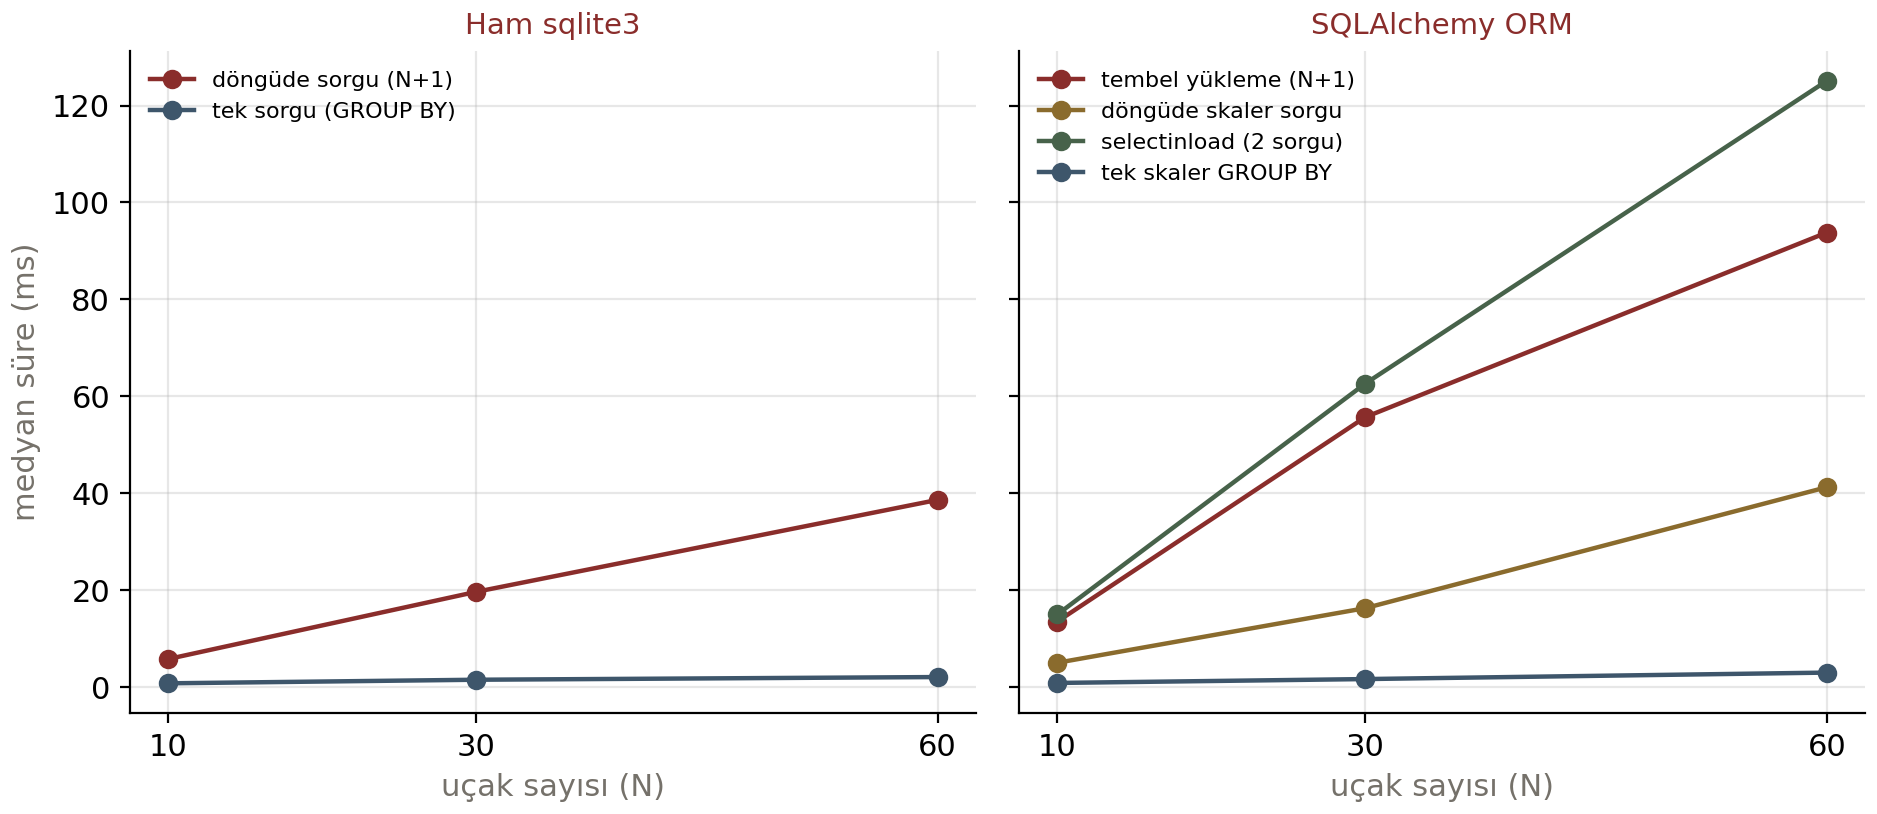 Ham sqlite3
döngüde sorgu (N+1)
tek sorgu (GROUP BY)
medyan süre (ms)
120
100
80
60
40
20
0
10
30
60
uçak sayısı (N)
SQLAlchemy ORM
tembel yükleme (N+1)
döngüde skaler sorgu
selectinload (2 sorgu)
tek skaler GROUP BY
10
30
60
uçak sayısı (N)